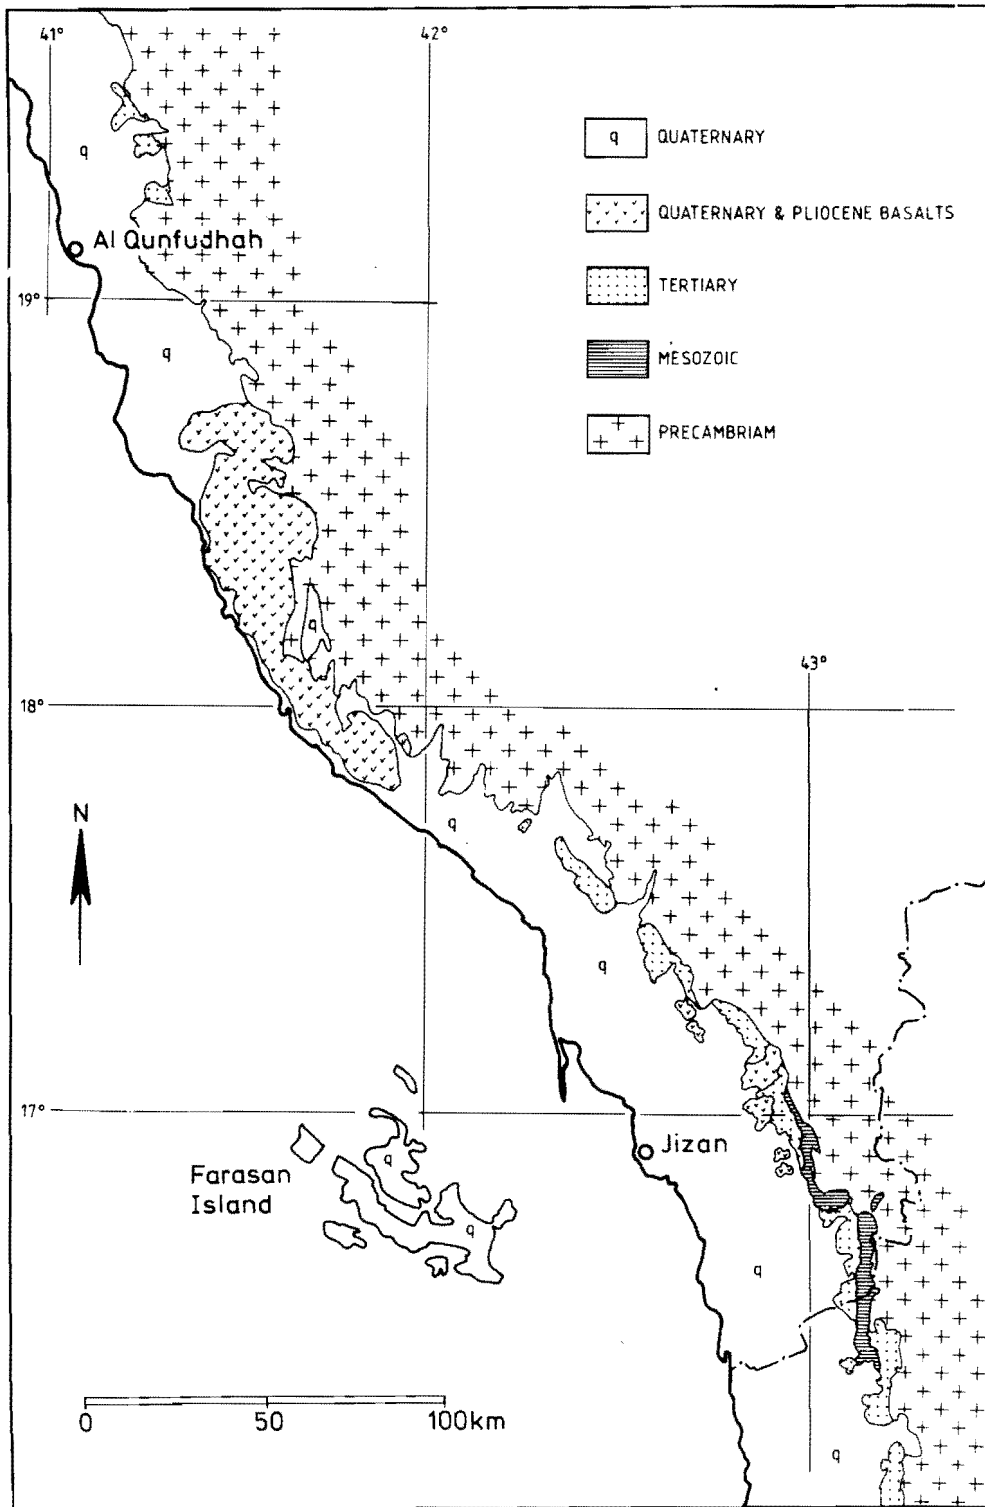 41°
42°
q
QUATERNARY
q
QUATERNARY & PLIOCENE BASALTS
Al Qunfudhah
TERTIARY
19°
q
MESOZOIC
PRECAMBRIAM
q
43°
18°
N
q
q
17°
Jizan
q
Farasan
Island
q
q
0
50
100km
q